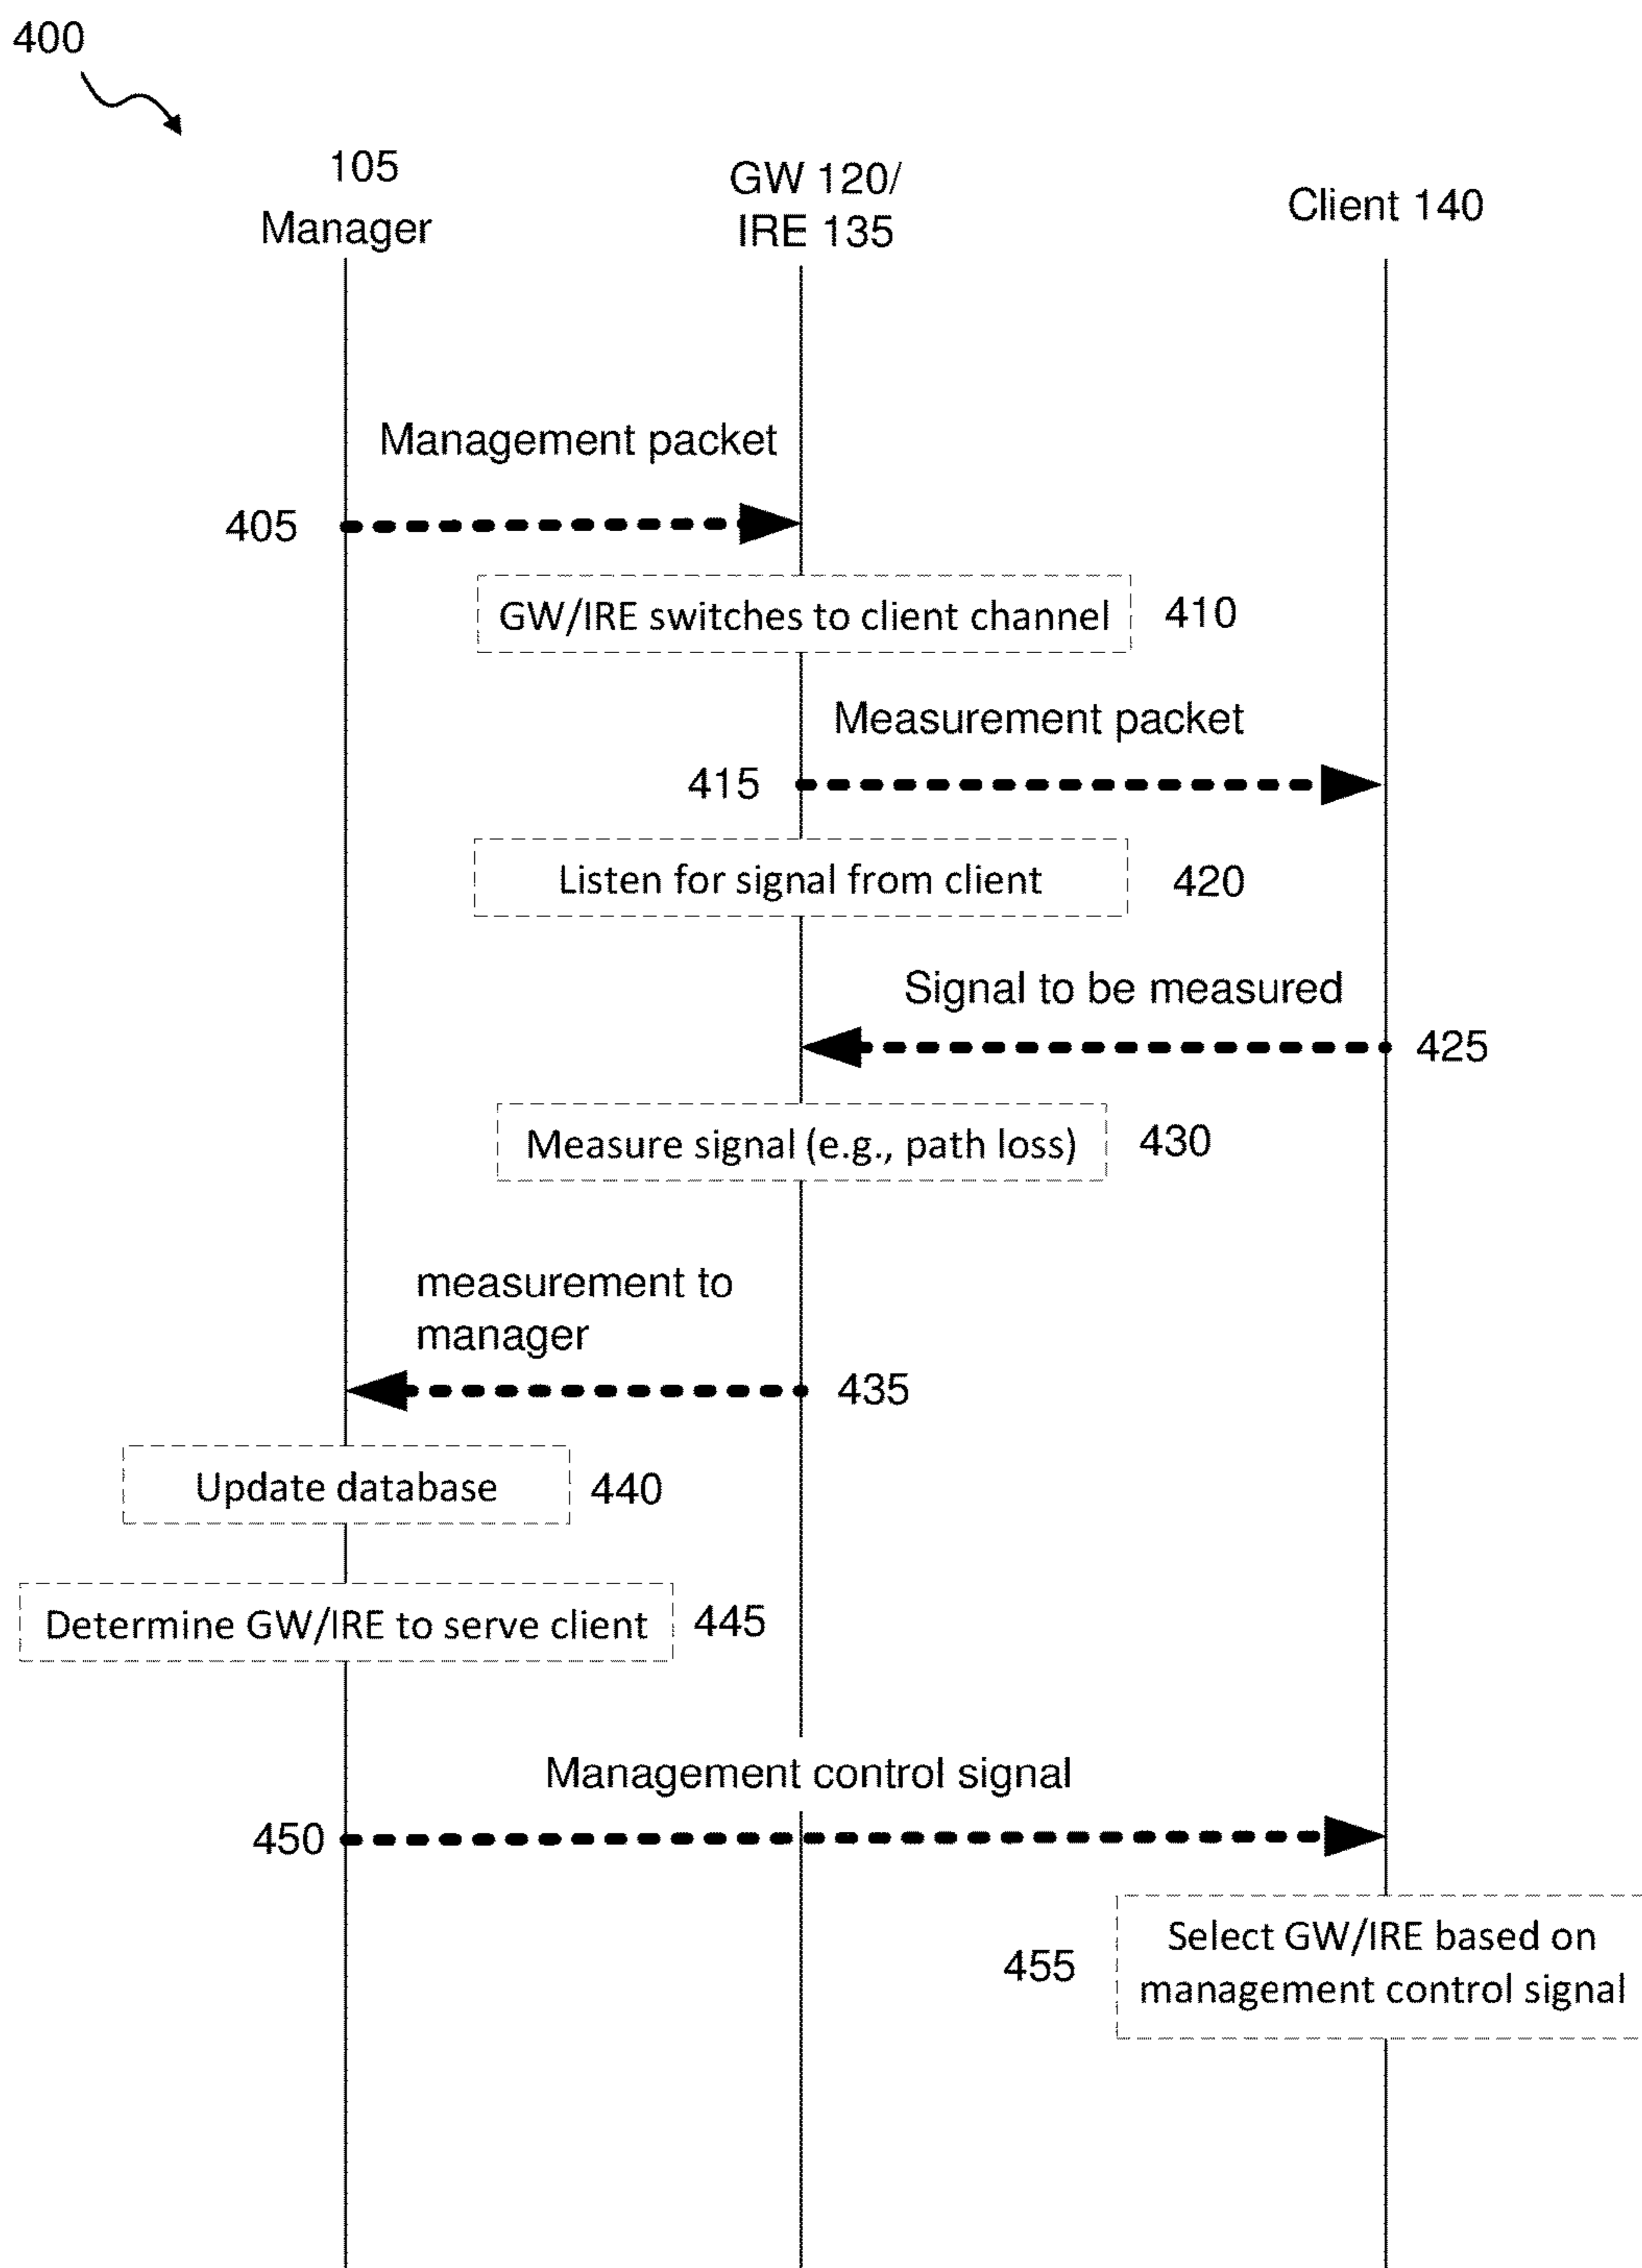 400
105
Manager
GW 120/
IRE 135
Client 140
Management packet
405
GW/IRE switches to client channel
410
Measurement packet
415
Listen for signal from client
420
Signal to be measured
425
Measure signal (e.g., path loss)
430
measurement to
manager
435
Update database
440
Determine GW/IRE to serve client
445
Management control signal
450
455
Select GW/IRE based on
management control signal